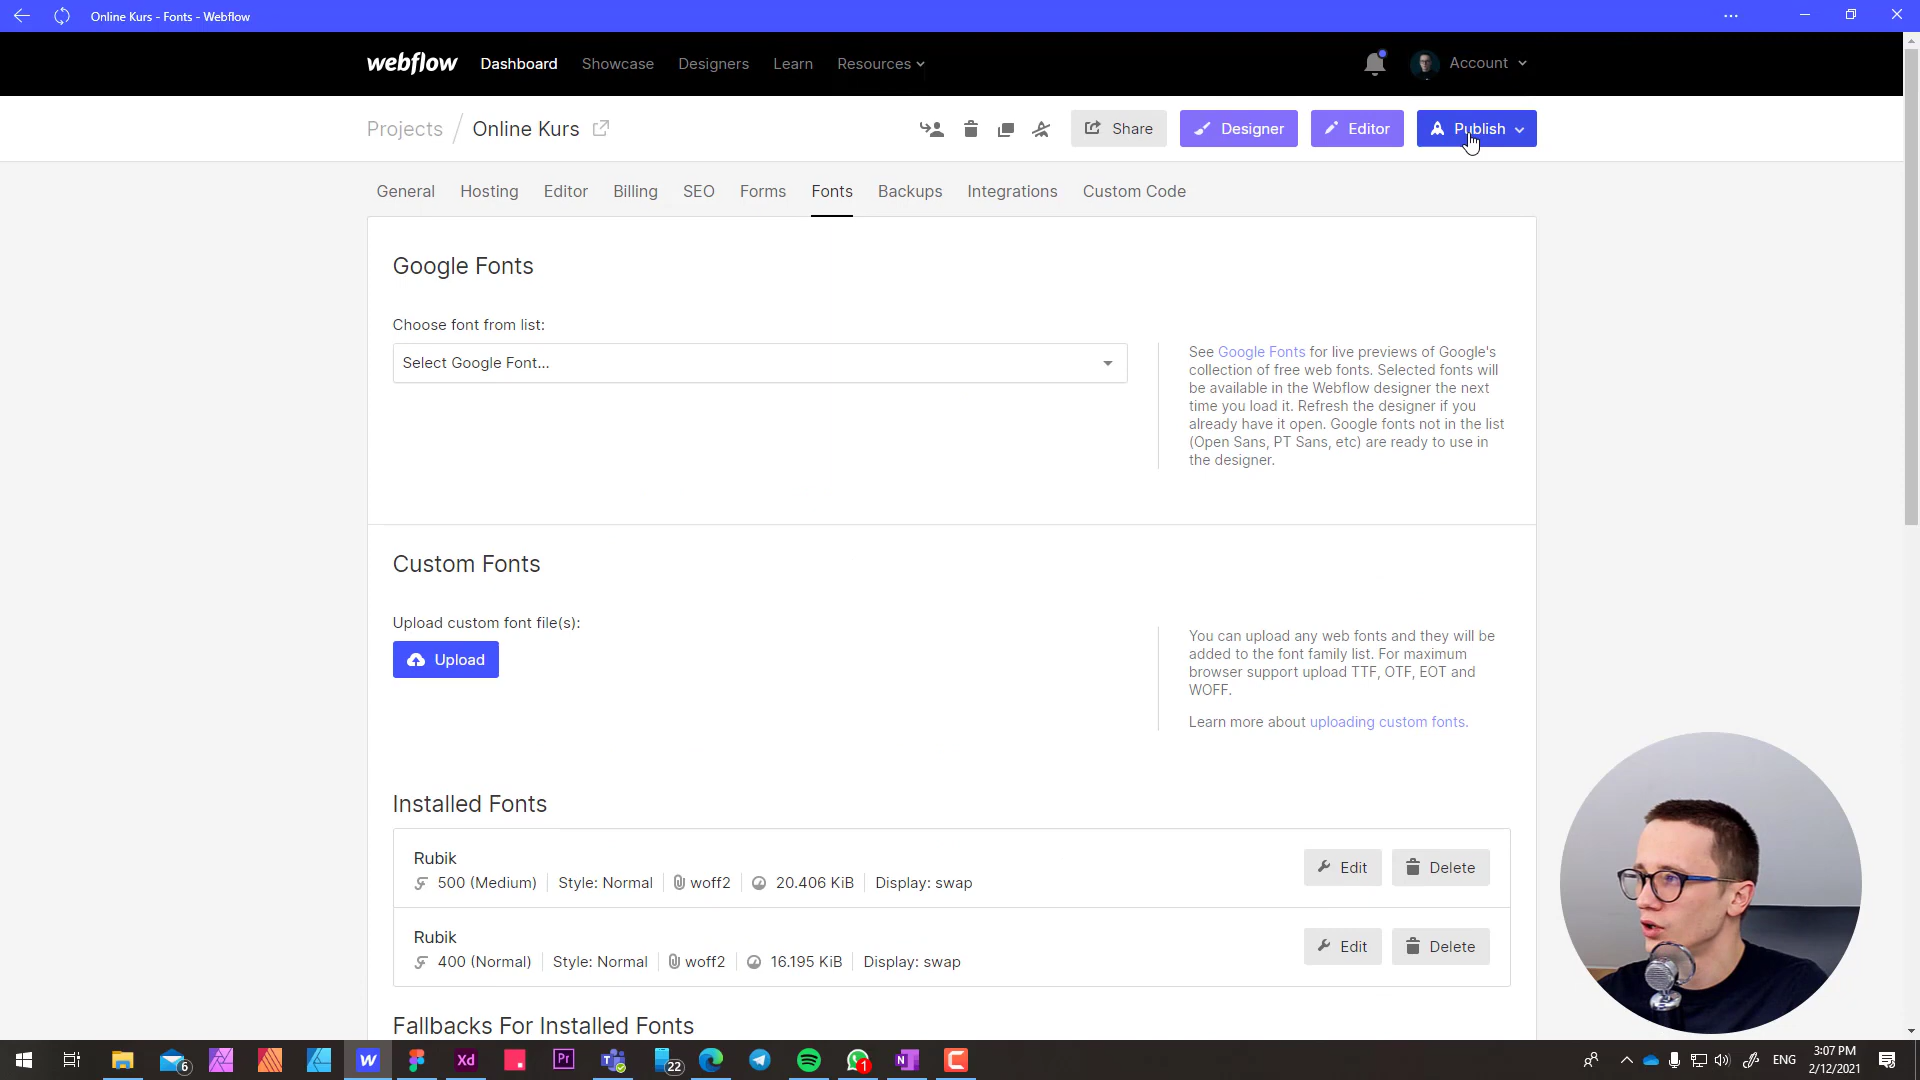 Online Kurs - Fonts - Webflow
webflow Dashboard Showcase Designers Learn Resources Account
Projects / Online Kurs Share Designer Editor Publish
General Hosting Editor Billing SEO Forms Fonts Backups Integrations Custom Code
Google Fonts
Choose font from list:
Select Google Font...
See Google Fonts for live previews of Google's
collection of free web fonts. Selected fonts will
be available in the Webflow designer the next
time you load it. Refresh the designer if you
already have it open. Google fonts not in the list
(Open Sans, PT Sans, etc) are ready to use in
the designer.
Custom Fonts
Upload custom font file(s):
Upload
You can upload any web fonts and they will be
added to the font family list. For maximum
browser support upload TTF, OTF, EOT and
WOFF.
Learn more about uploading custom fonts.
Installed Fonts
Rubik
500 (Medium) Style: Normal woff2 20.406 KiB Display: swap
Edit Delete
Rubik
400 (Normal) Style: Normal woff2 16.195 KiB Display: swap
Edit Delete
Fallbacks For Installed Fonts
6 W Xd Pr T 22 1 N C ENG
3:07 PM
2/12/2021